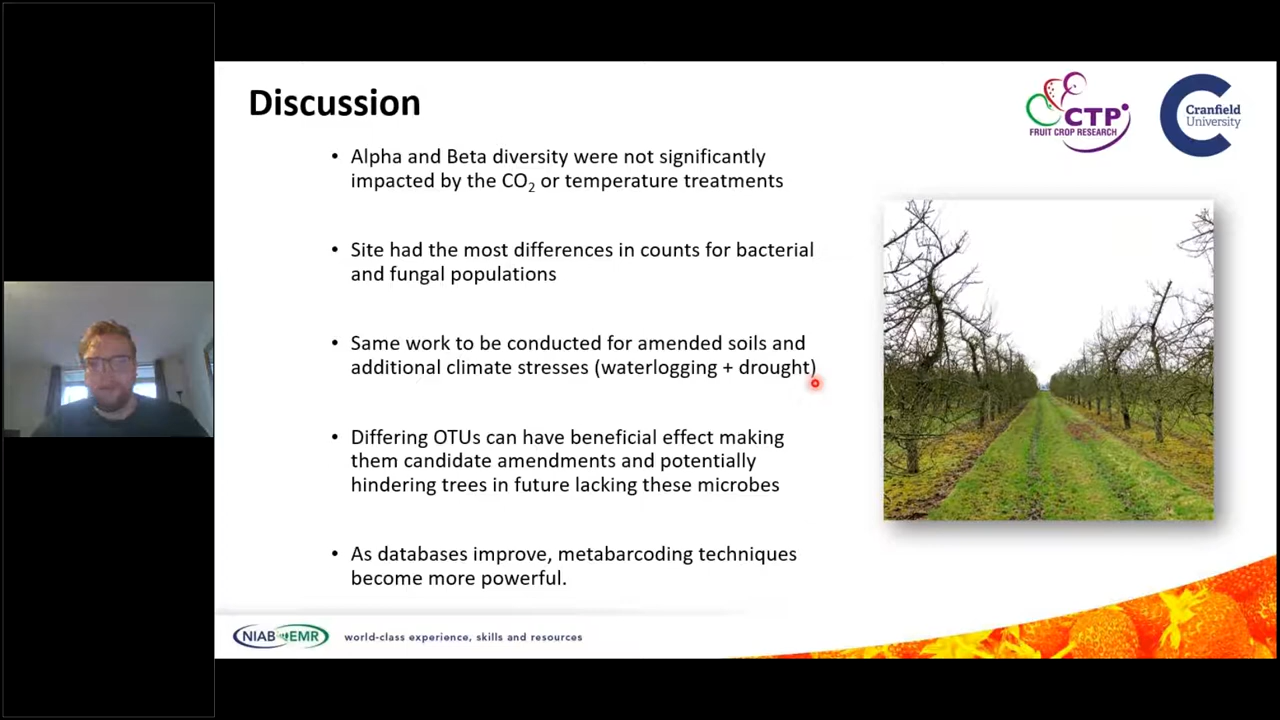 Discussion
CTP
FRUIT CROP RESEARCH
Cranfield
University
• Alpha and Beta diversity were not significantly
impacted by the CO₂ or temperature treatments
• Site had the most differences in counts for bacterial
and fungal populations
• Same work to be conducted for amended soils and
additional climate stresses (waterlogging + drought)
• Differing OTUs can have beneficial effect making
them candidate amendments and potentially
hindering trees in future lacking these microbes
• As databases improve, metabarcoding techniques
become more powerful.
NIAB EMR world-class experience, skills and resources